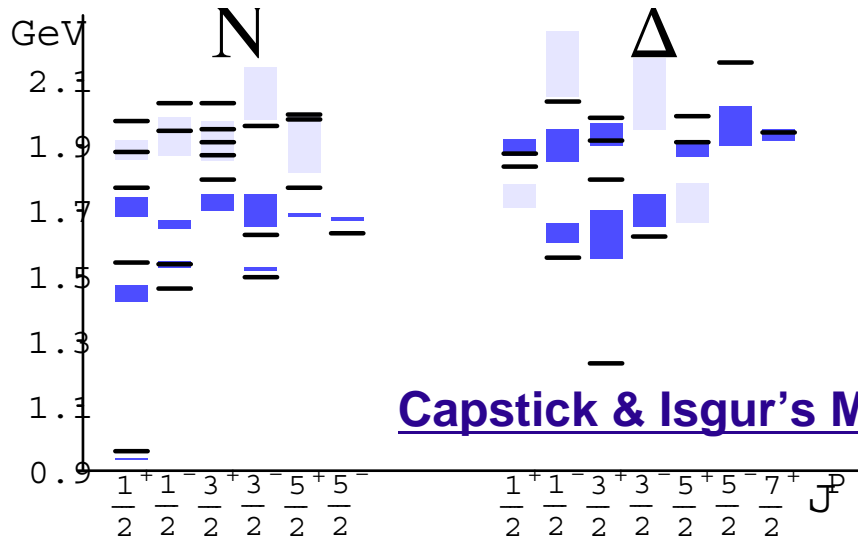 GeV N Δ
2.1
1.9
1.7
1.5
1.3
1.1
Capstick & Isgur's M
0.9
1/2+ 1/2- 3/2+ 3/2- 5/2+ 5/2- 1/2+ 1/2- 3/2+ 3/2- 5/2+ 5/2- 7/2+ JP